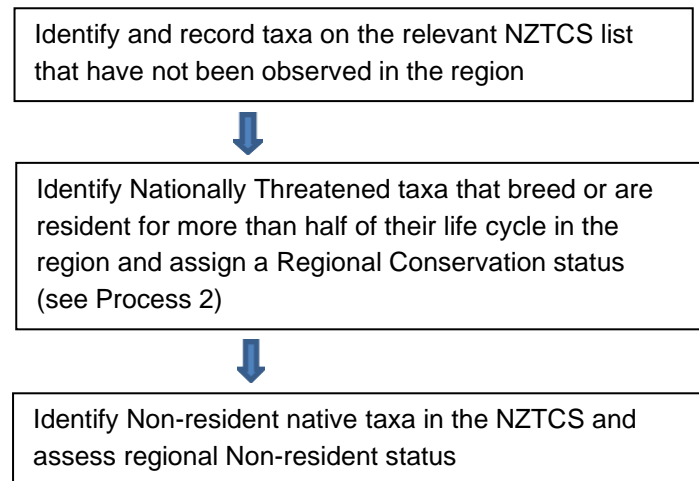 Identify and record taxa on the relevant NZTCS list
that have not been observed in the region
Identify Nationally Threatened taxa that breed or are
resident for more than half of their life cycle in the
region and assign a Regional Conservation status
(see Process 2)
Identify Non-resident native taxa in the NZTCS and
assess regional Non-resident status